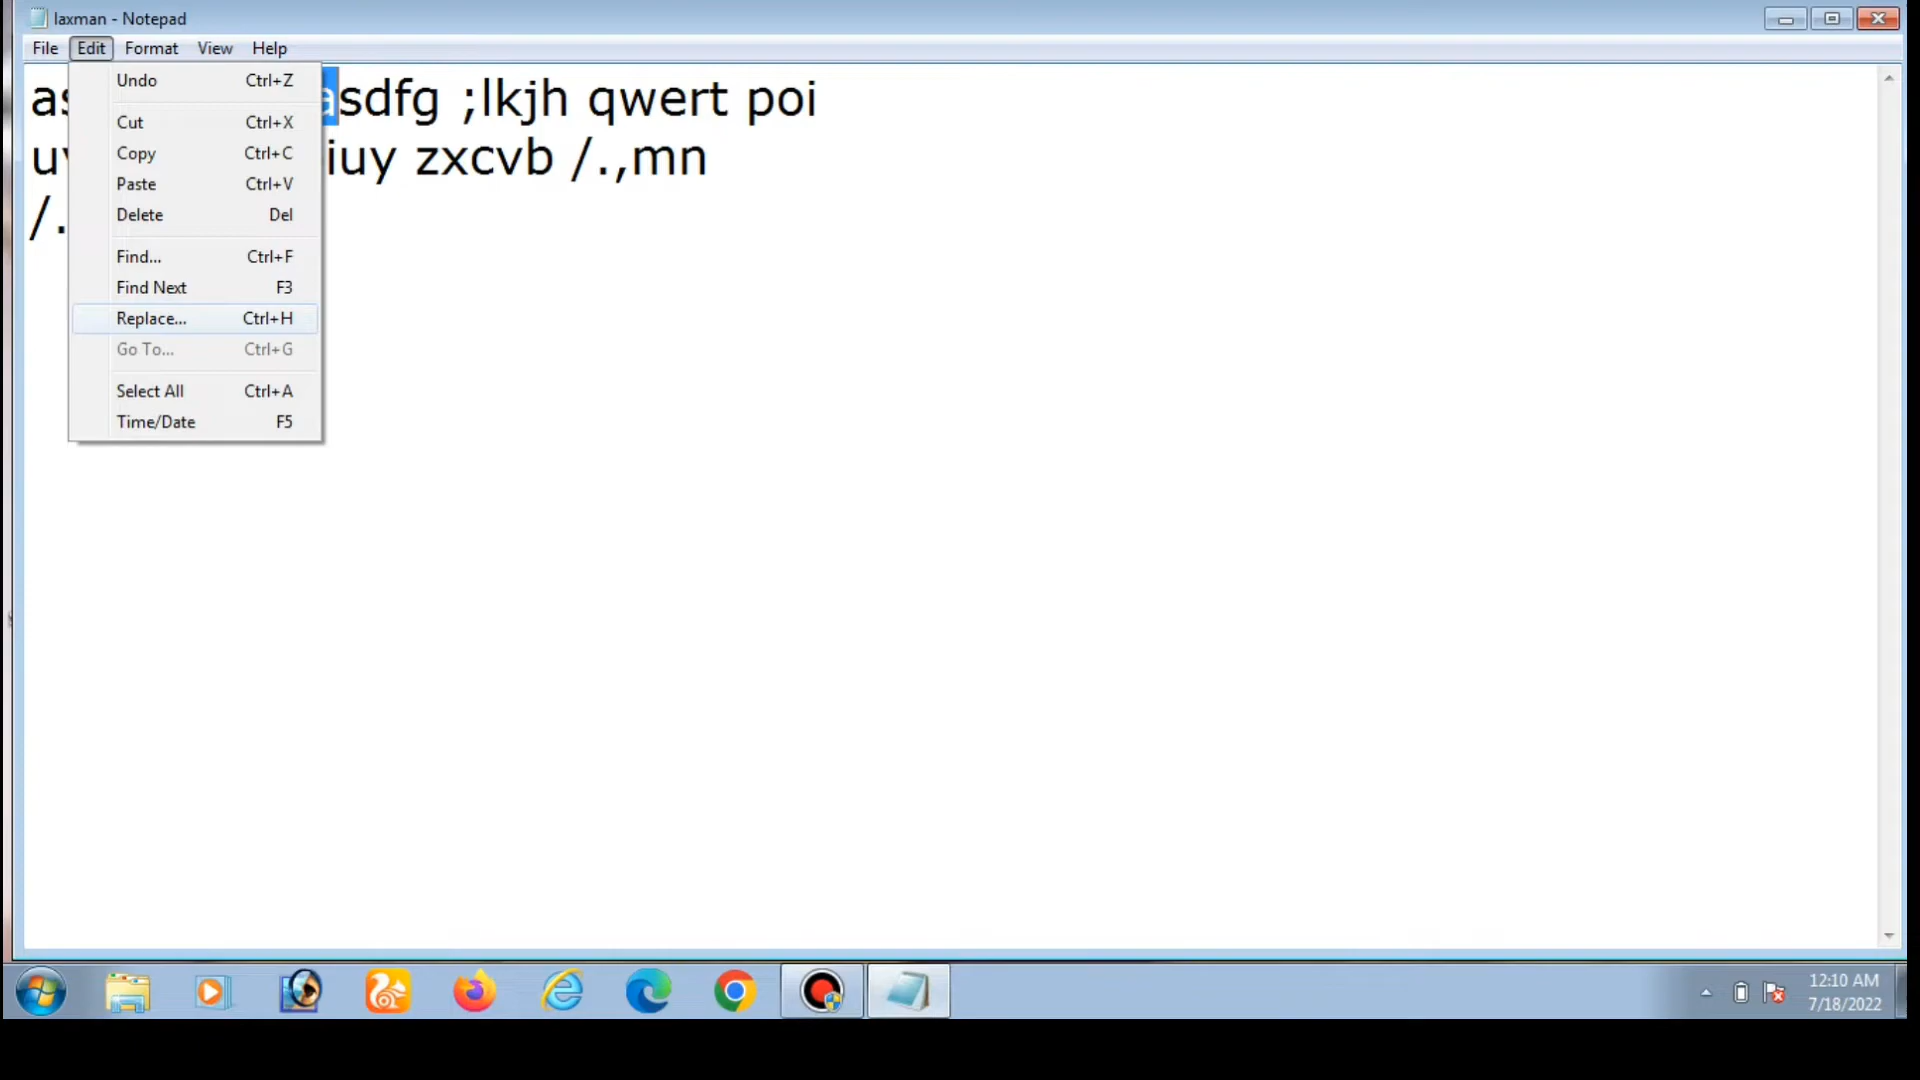 laxman - Notepad
File Edit Format View Help
Undo Ctrl+Z
Cut Ctrl+X
Copy Ctrl+C
Paste Ctrl+V
Delete Del
Find... Ctrl+F
Find Next F3
Replace... Ctrl+H
Go To... Ctrl+G
Select All Ctrl+A
Time/Date F5
asdfg ;lkjh qwert poi
iuy zxcvb /.,mn
/.
12:10 AM
7/18/2022